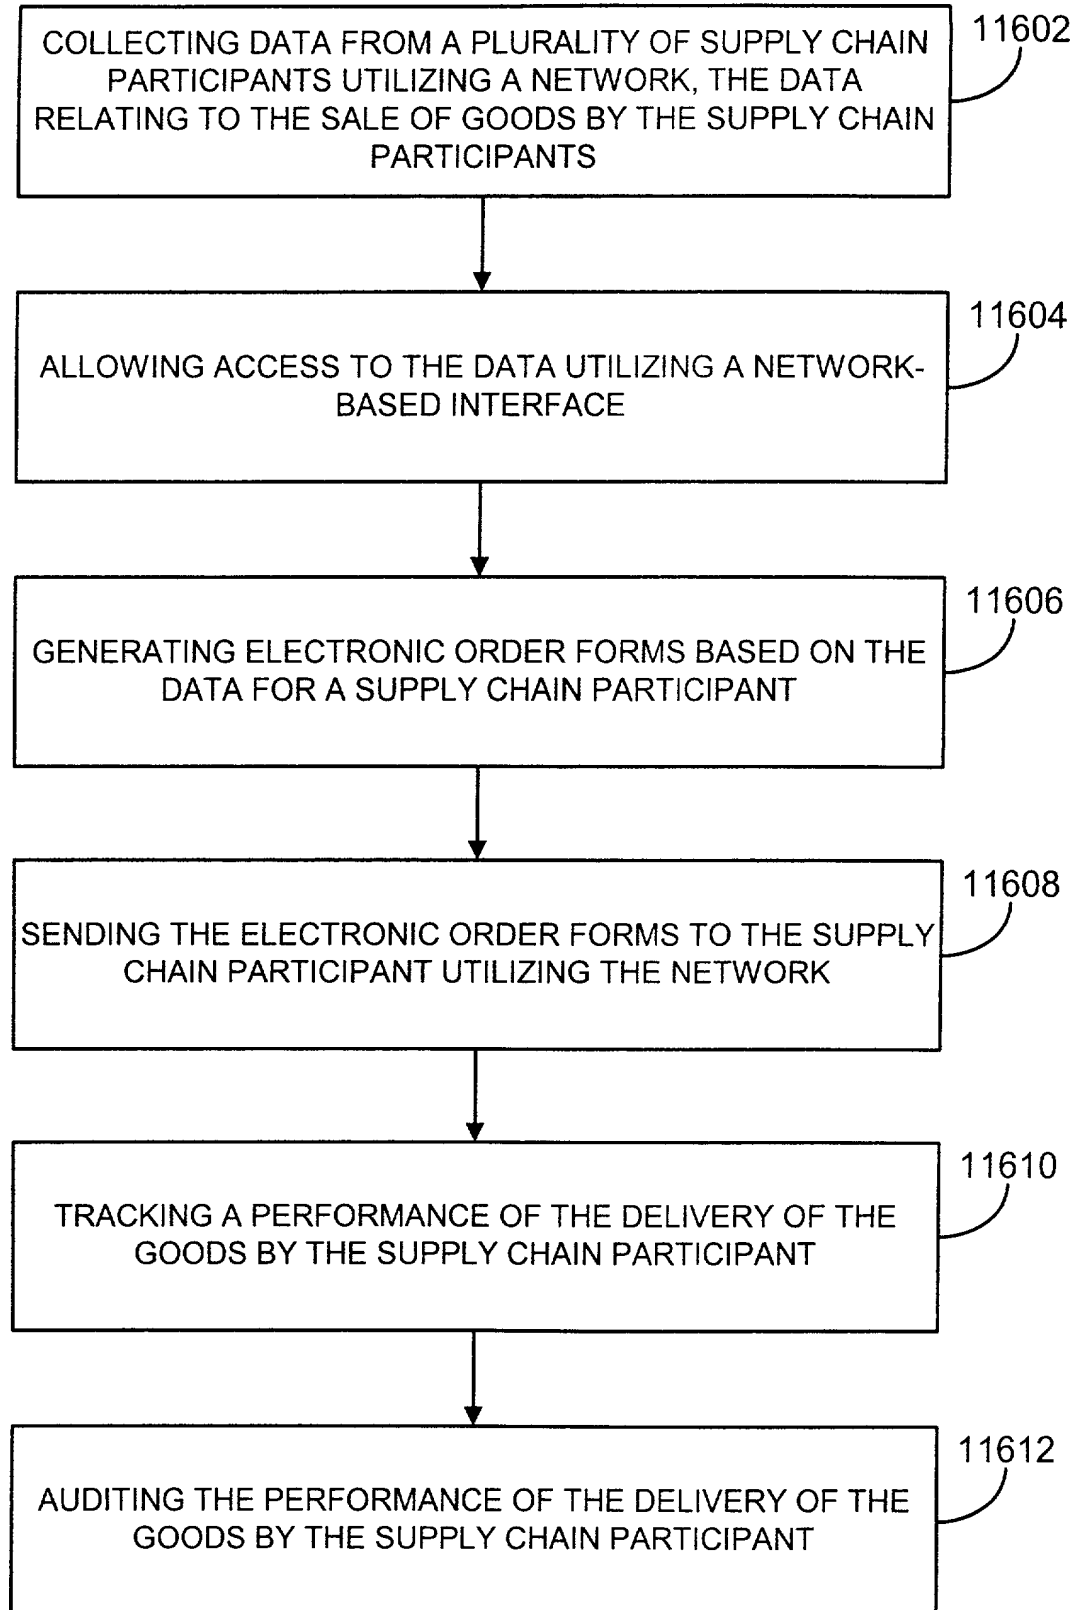 COLLECTING DATA FROM A PLURALITY OF SUPPLY CHAIN
PARTICIPANTS UTILIZING A NETWORK, THE DATA
RELATING TO THE SALE OF GOODS BY THE SUPPLY CHAIN
PARTICIPANTS
11602
ALLOWING ACCESS TO THE DATA UTILIZING A NETWORK-
BASED INTERFACE
11604
GENERATING ELECTRONIC ORDER FORMS BASED ON THE
DATA FOR A SUPPLY CHAIN PARTICIPANT
11606
SENDING THE ELECTRONIC ORDER FORMS TO THE SUPPLY
CHAIN PARTICIPANT UTILIZING THE NETWORK
11608
TRACKING A PERFORMANCE OF THE DELIVERY OF THE
GOODS BY THE SUPPLY CHAIN PARTICIPANT
11610
AUDITING THE PERFORMANCE OF THE DELIVERY OF THE
GOODS BY THE SUPPLY CHAIN PARTICIPANT
11612